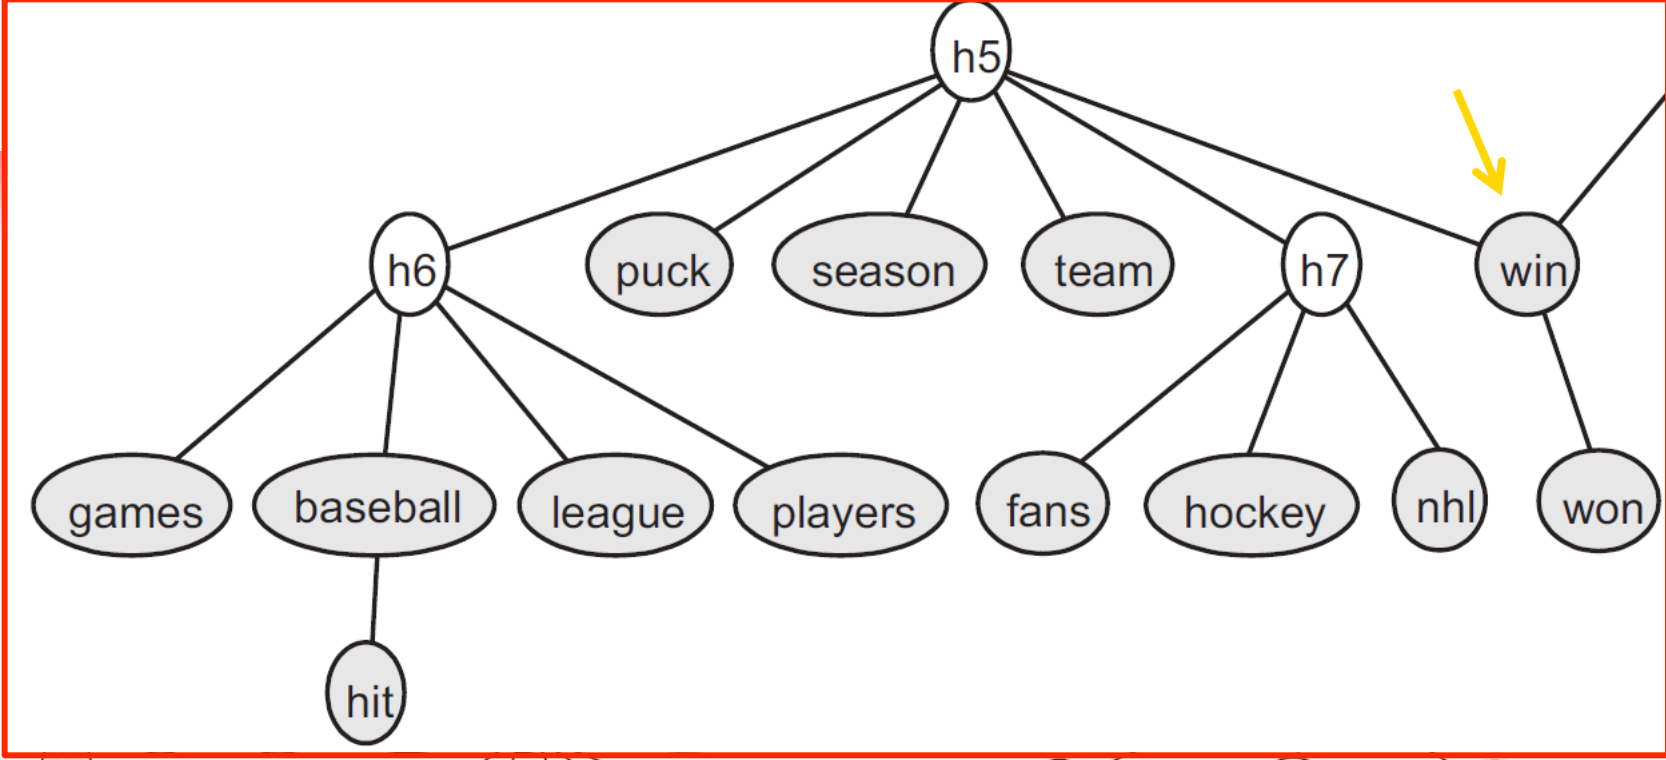 h5
h6
puck
season
team
h7
win
games
baseball
league
players
fans
hockey
nhl
won
hit